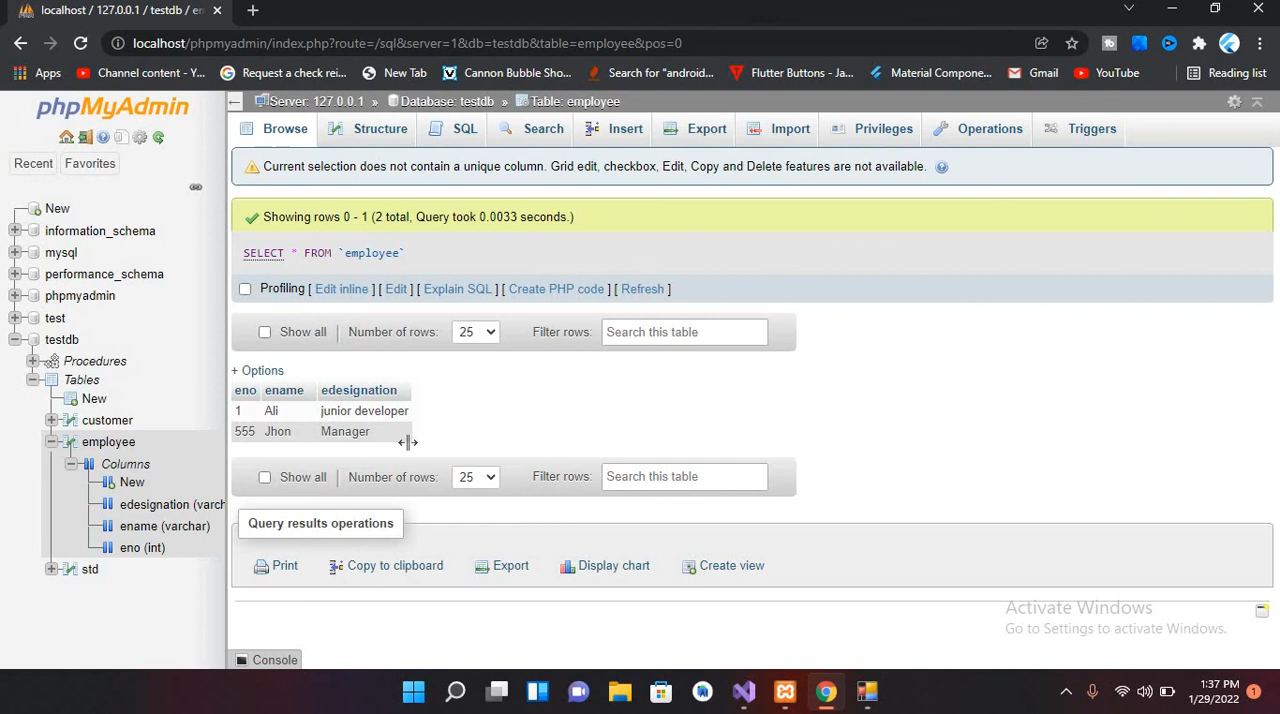 localhost / 127.0.0.1 / testdb / en
localhost/phpmyadmin/index.php?route=/sql&server=1&db=testdb&table=employee&pos=0
Apps
Channel content - Y...
Request a check rei...
New Tab
Cannon Bubble Sho...
Search for "android...
Flutter Buttons - Ja...
Material Compone...
Gmail
YouTube
Reading list
phpMyAdmin
Recent
Favorites
New
information_schema
mysql
performance_schema
phpmyadmin
test
testdb
Procedures
Tables
New
customer
employee
Columns
New
edesignation (varch
ename (varchar)
eno (int)
std
Server: 127.0.0.1 » Database: testdb » Table: employee
Browse
Structure
SQL
Search
Insert
Export
Import
Privileges
Operations
Triggers
Current selection does not contain a unique column. Grid edit, checkbox, Edit, Copy and Delete features are not available.
Showing rows 0 - 1 (2 total, Query took 0.0033 seconds.)
SELECT * FROM `employee`
Profiling [ Edit inline ] [ Edit ] [ Explain SQL ] [ Create PHP code ] [ Refresh ]
Show all | Number of rows: 25 Filter rows: Search this table
+ Options
eno ename edesignation
1 Ali junior developer
555 Jhon Manager
Show all | Number of rows: 25 Filter rows: Search this table
Query results operations
Print
Copy to clipboard
Export
Display chart
Create view
Activate Windows
Go to Settings to activate Windows.
Console
1:37 PM
1/29/2022
1